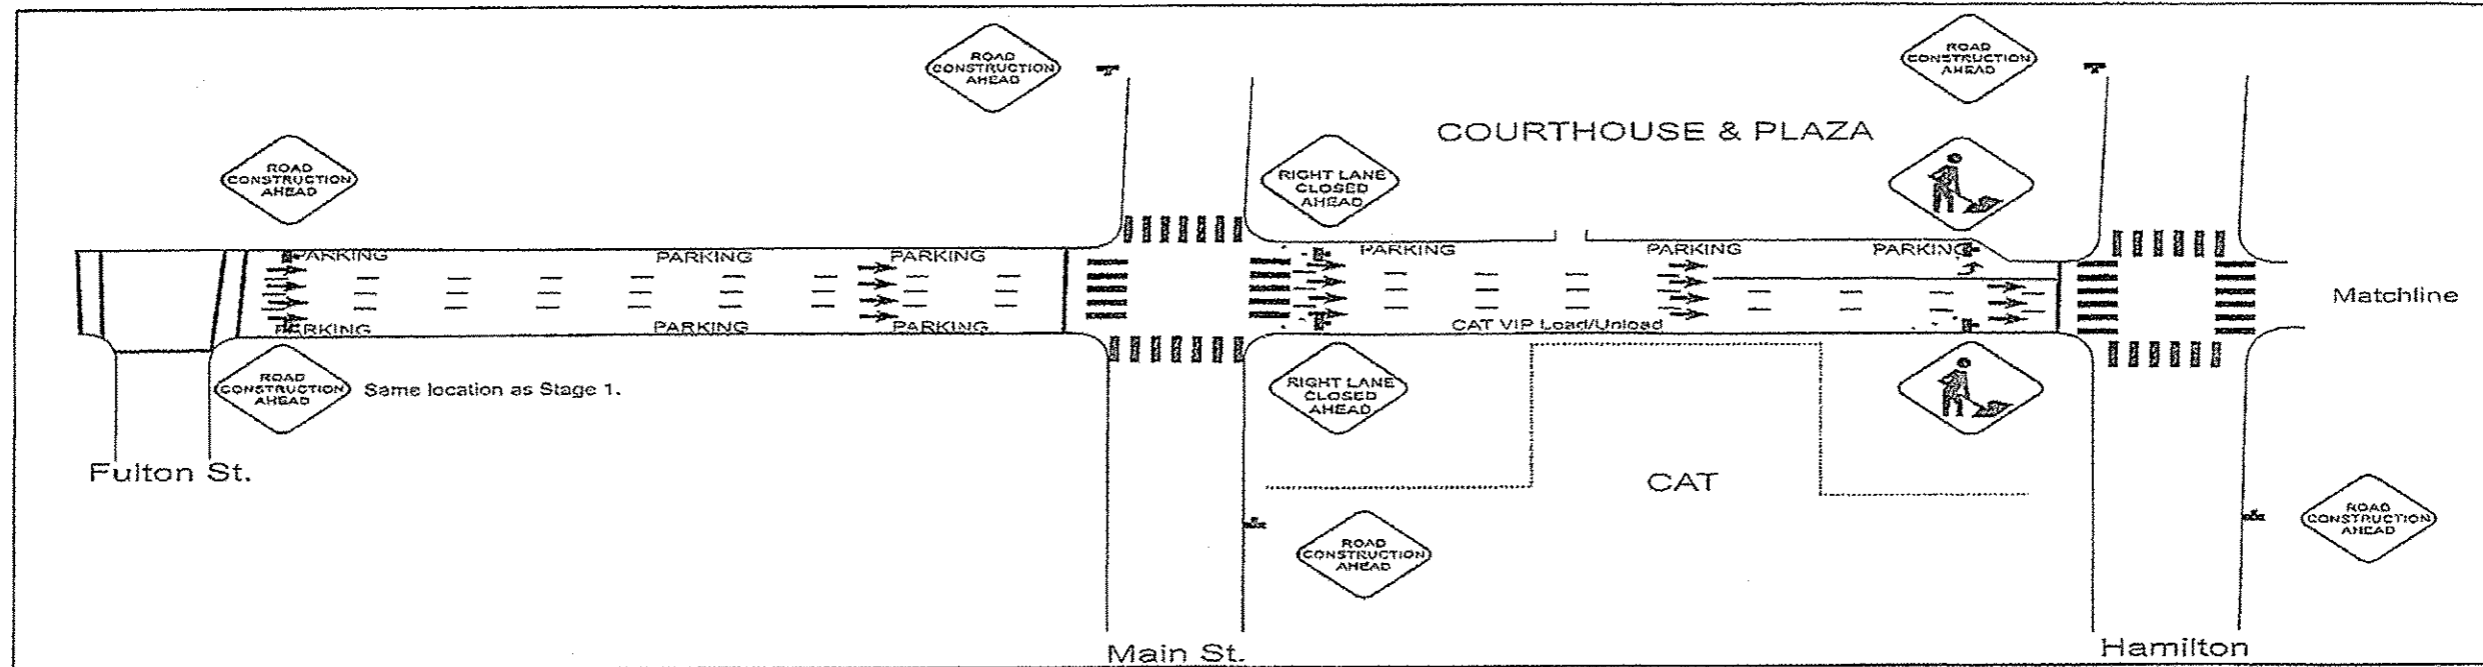 ROAD
CONSTRUCTION
AHEAD
ROAD
CONSTRUCTION
AHEAD
ROAD
CONSTRUCTION
AHEAD
COURTHOUSE & PLAZA
RIGHT LANE
CLOSED
AHEAD
PARKING
PARKING
PARKING
PARKING
PARKING
PARKING
Matchline
PARKING
PARKING
PARKING
CAT VIP Load/Unload
ROAD
CONSTRUCTION
AHEAD
Same location as Stage 1.
RIGHT LANE
CLOSED
AHEAD
Fulton St.
CAT
ROAD
CONSTRUCTION
AHEAD
ROAD
CONSTRUCTION
AHEAD
Main St.
Hamilton